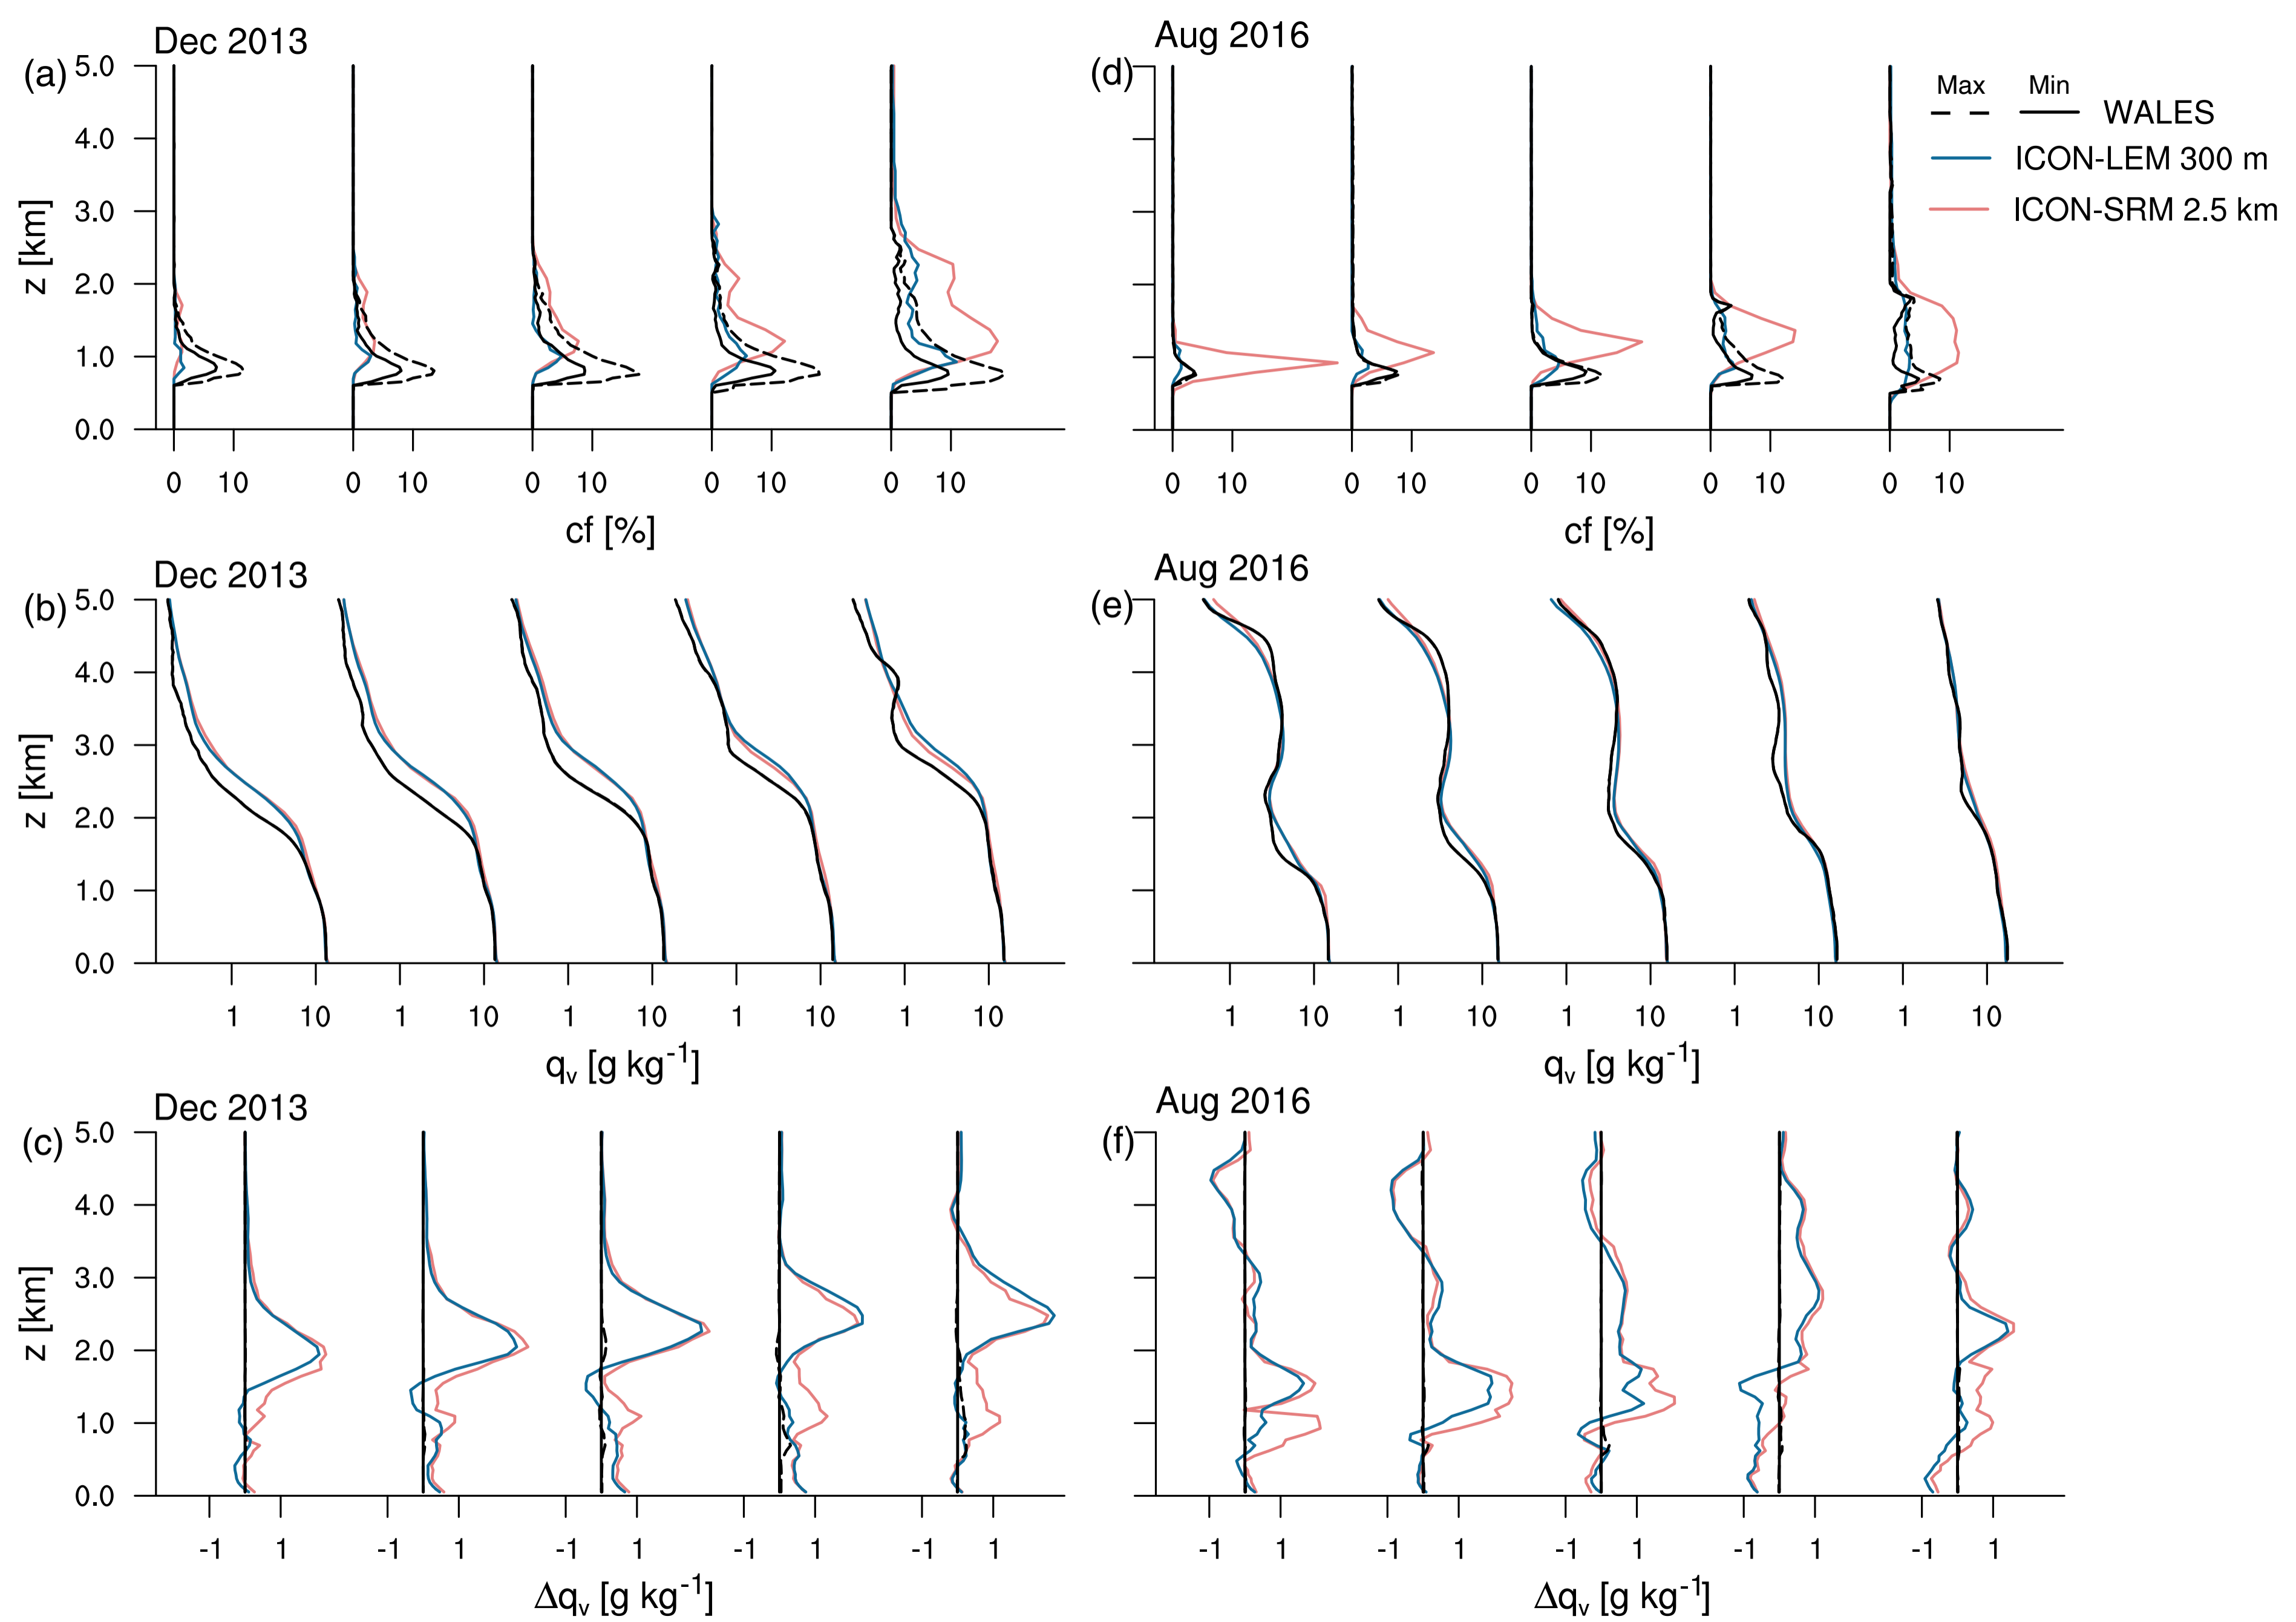 Dec 2013
Aug 2016
(a)
5.0
4.0
3.0
2.0
1.0
0.0
z [km]
0 10 0 10 0 10 0 10 0 10
cf [%]
(d)
Max Min
WALES
ICON-LEM 300 m
ICON-SRM 2.5 km
0 10 0 10 0 10 0 10 0 10
cf [%]
Dec 2013
Aug 2016
(b)
5.0
4.0
3.0
2.0
1.0
0.0
z [km]
1 10 1 10 1 10 1 10 1 10
qv [g kg-1]
(e)
1 10 1 10 1 10 1 10 1 10
qv [g kg-1]
Dec 2013
Aug 2016
(c)
5.0
4.0
3.0
2.0
1.0
0.0
z [km]
-1 1 -1 1 -1 1 -1 1 -1 1
Δqv [g kg-1]
(f)
-1 1 -1 1 -1 1 -1 1 -1 1
Δqv [g kg-1]